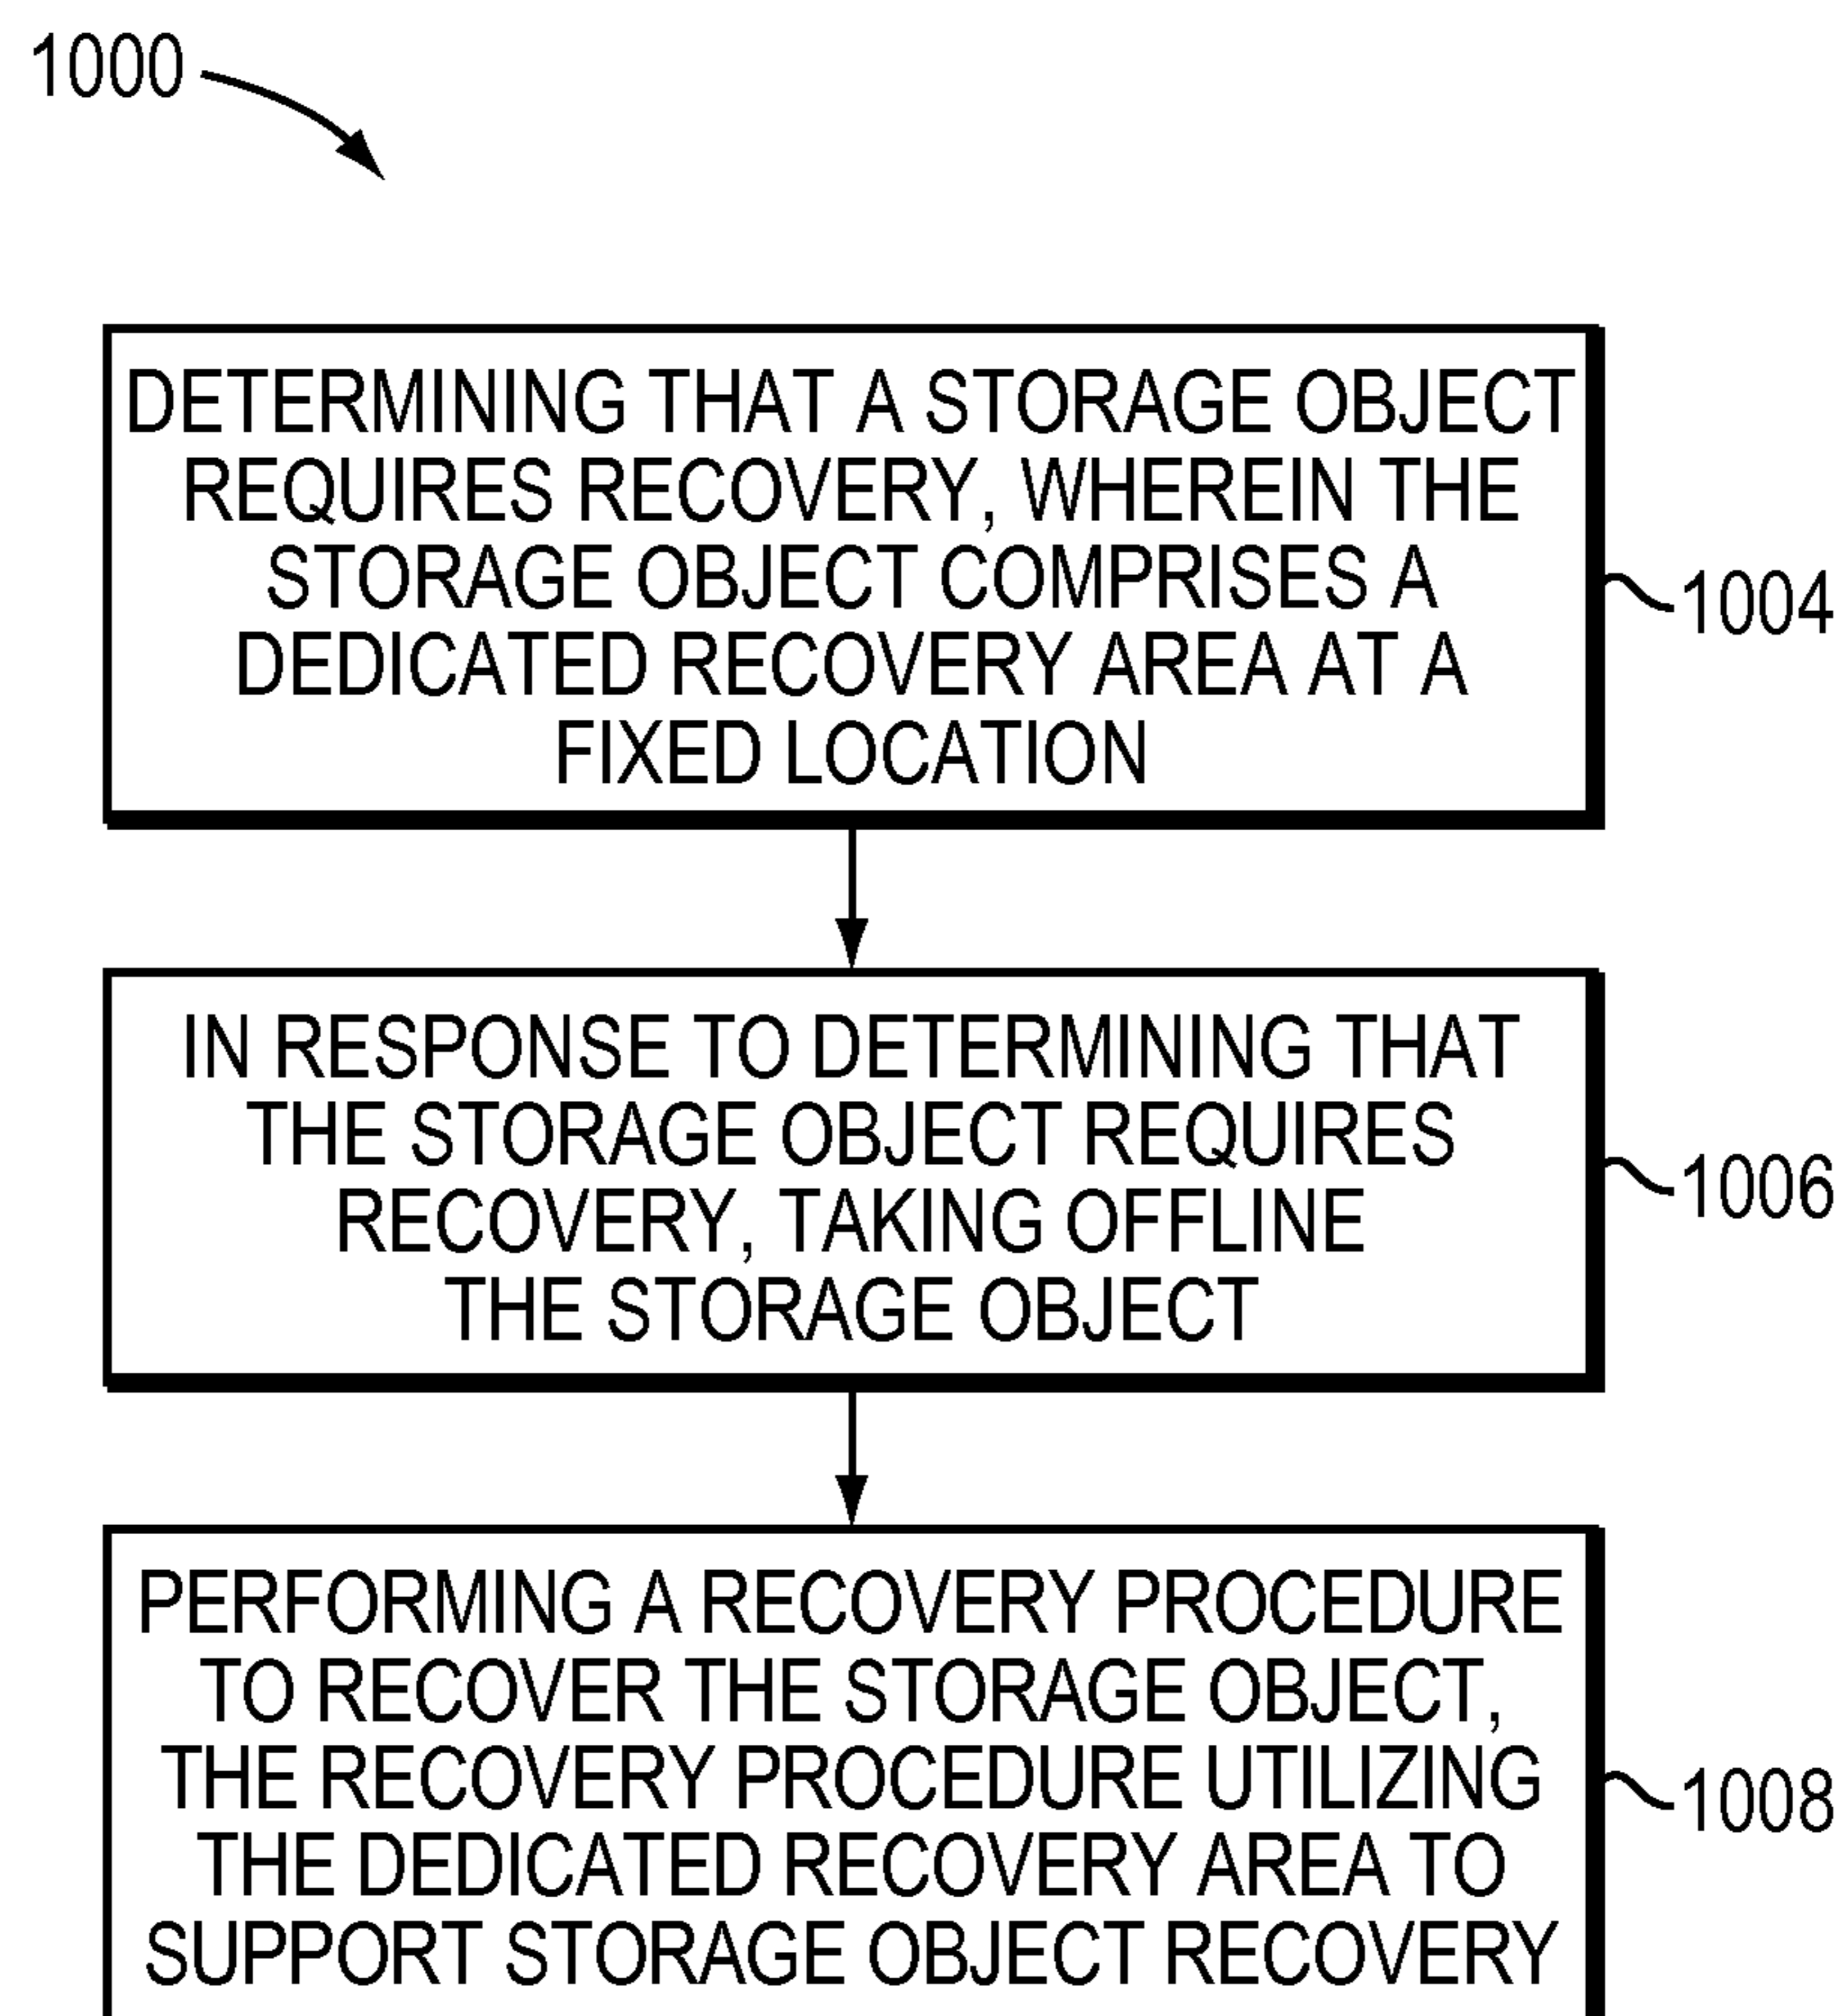 1000
DETERMINING THAT A STORAGE OBJECT
REQUIRES RECOVERY, WHEREIN THE
STORAGE OBJECT COMPRISES A
DEDICATED RECOVERY AREA AT A
FIXED LOCATION
1004
IN RESPONSE TO DETERMINING THAT
THE STORAGE OBJECT REQUIRES
RECOVERY, TAKING OFFLINE
THE STORAGE OBJECT
1006
PERFORMING A RECOVERY PROCEDURE
TO RECOVER THE STORAGE OBJECT,
THE RECOVERY PROCEDURE UTILIZING
THE DEDICATED RECOVERY AREA TO
SUPPORT STORAGE OBJECT RECOVERY
1008